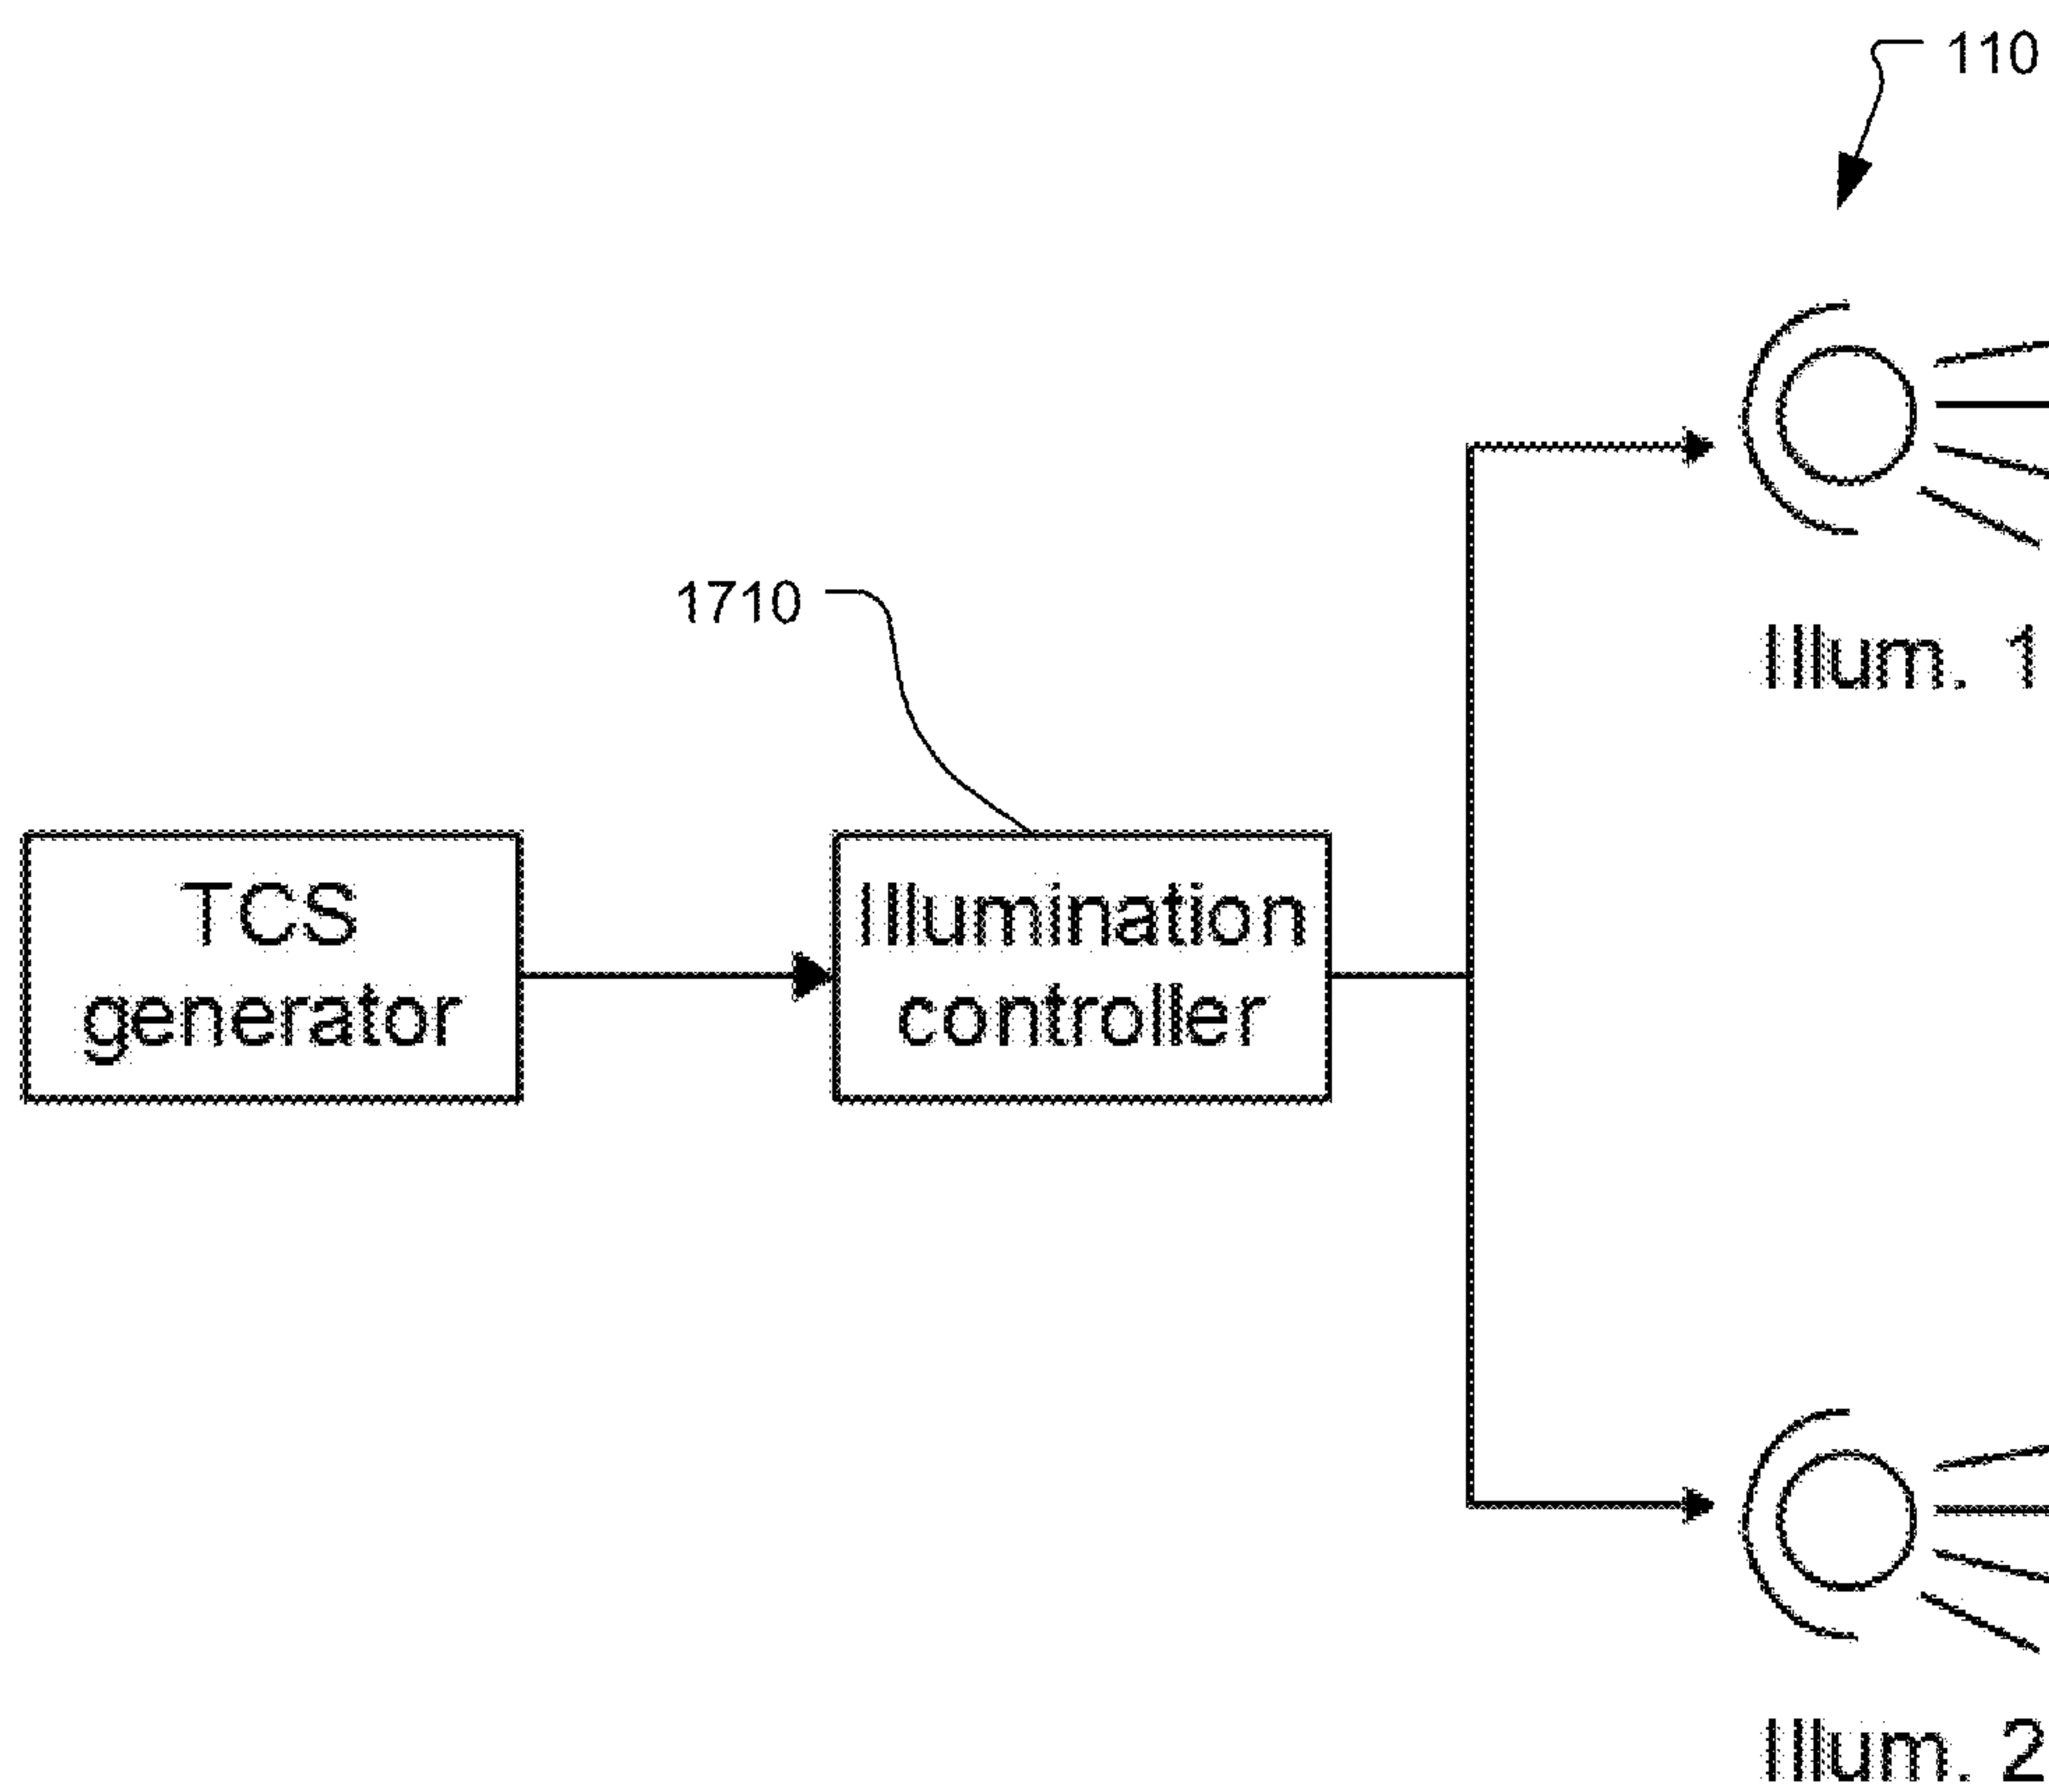 110
1710
Illum. 1
TCS
generator
Illumination
controller
Illum. 2